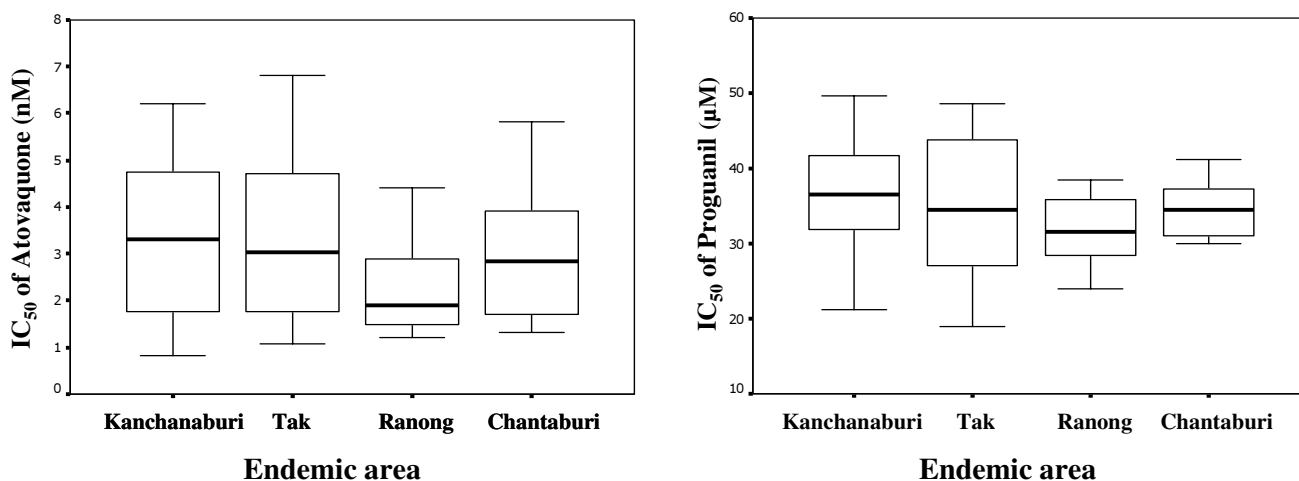 IC50 of Atovaquone (nM)
8
7
6
5
4
3
2
1
0
Kanchanaburi Tak Ranong Chantaburi
Endemic area
IC50 of Proguanil (µM)
60
50
40
30
20
10
Kanchanaburi Tak Ranong Chantaburi
Endemic area